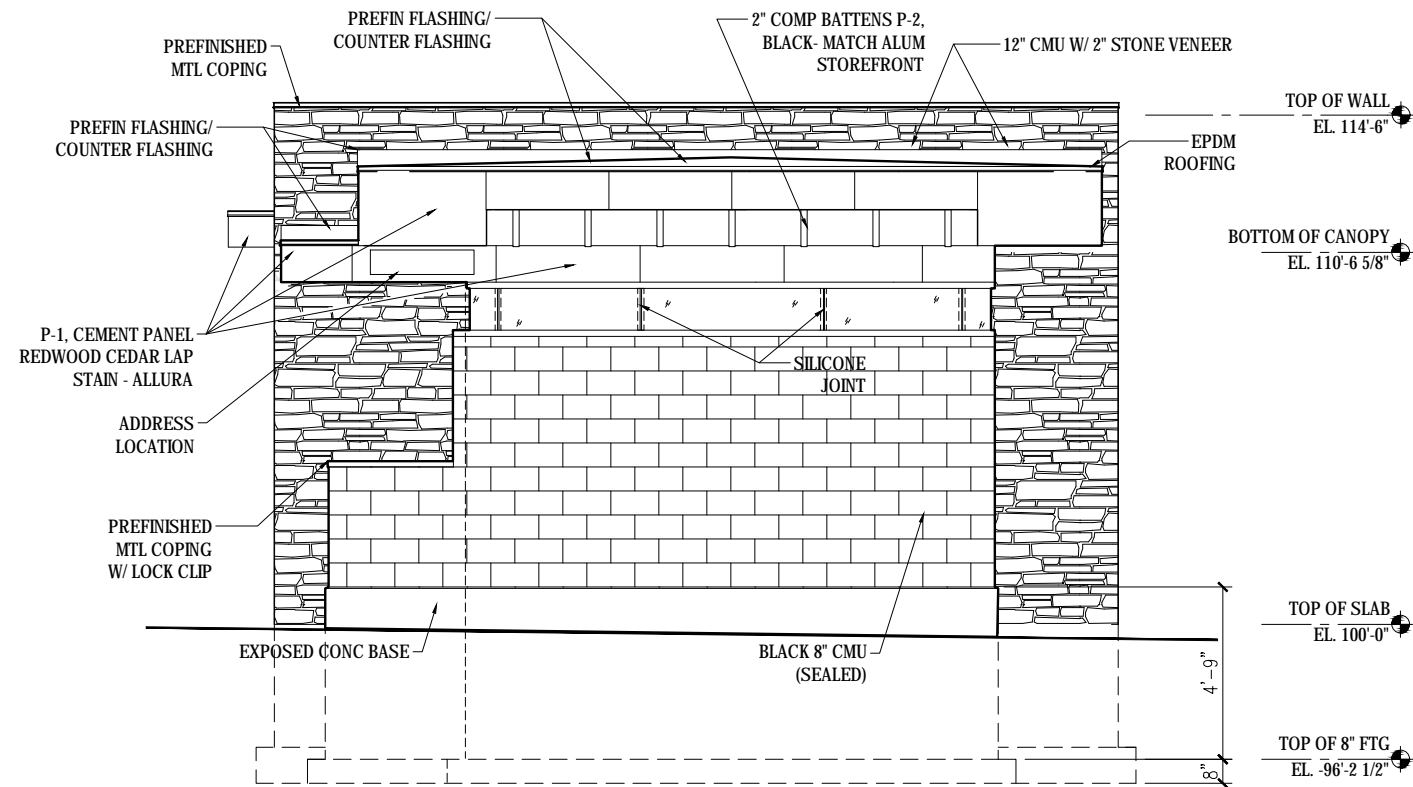 PREFIN FLASHING/
COUNTER FLASHING
2" COMP BATTENS P-2,
BLACK- MATCH ALUM
STOREFRONT
PREFINISHED
MTL COPING
12" CMU W/ 2" STONE VENEER
TOP OF WALL
EL. 114'-6"
PREFIN FLASHING/
COUNTER FLASHING
EPDM
ROOFING
BOTTOM OF CANOPY
EL. 110'-6 5/8"
P-1, CEMENT PANEL
REDWOOD CEDAR LAP
STAIN - ALLURA
SILICONE
JOINT
ADDRESS
LOCATION
PREFINISHED
MTL COPING
W/ LOCK CLIP
TOP OF SLAB
EL. 100'-0"
EXPOSED CONC BASE
BLACK 8" CMU
(SEALED)
4'-9"
TOP OF 8" FTG
EL. -96'-2 1/2"
8"